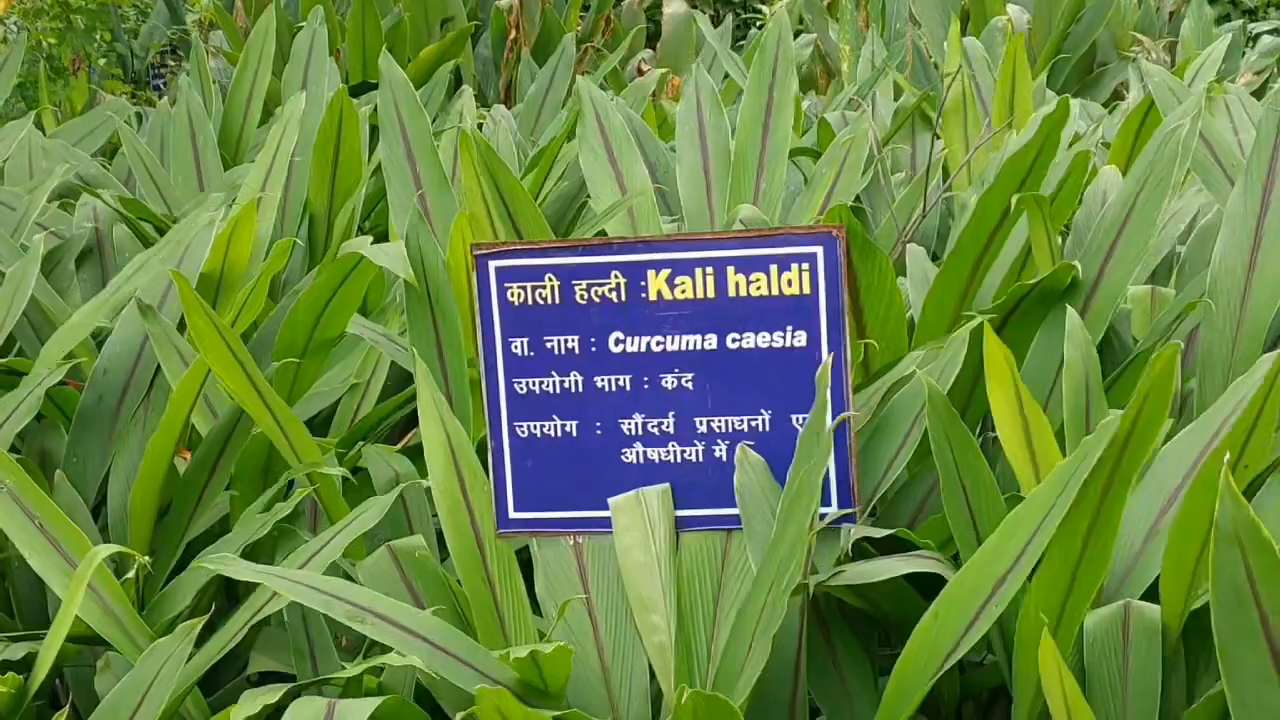 काली हल्दी :Kali haldi
वा. नाम : Curcuma caesia
उपयोगी भाग : कंद
उपयोग : सौंदर्य प्रसाधनों
औषधीयों में